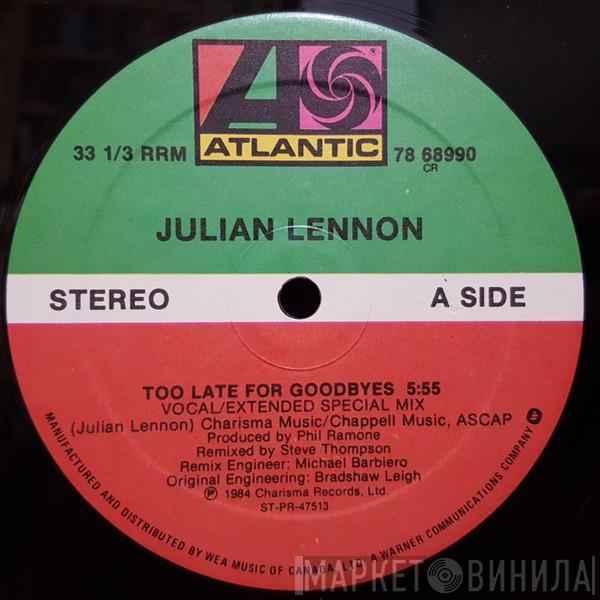 ATLANTIC
33 1/3 RRM
78 68990
CR
JULIAN LENNON
STEREO
A SIDE
TOO LATE FOR GOODBYES 5:55
VOCAL/EXTENDED SPECIAL MIX
(Julian Lennon) Charisma Music/Chappell Music, ASCAP
Produced by Phil Ramone
Remixed by Steve Thompson
Remix Engineer: Michael Barbiero
Original Engineering: Bradshaw Leigh
℗ 1984 Charisma Records, Ltd.
ST-PR-47513
MANUFACTURED AND DISTRIBUTED BY WEA MUSIC OF CANADA, LTD. A WARNER COMMUNICATIONS COMPANY
МАРКЕТ ВИНИЛА